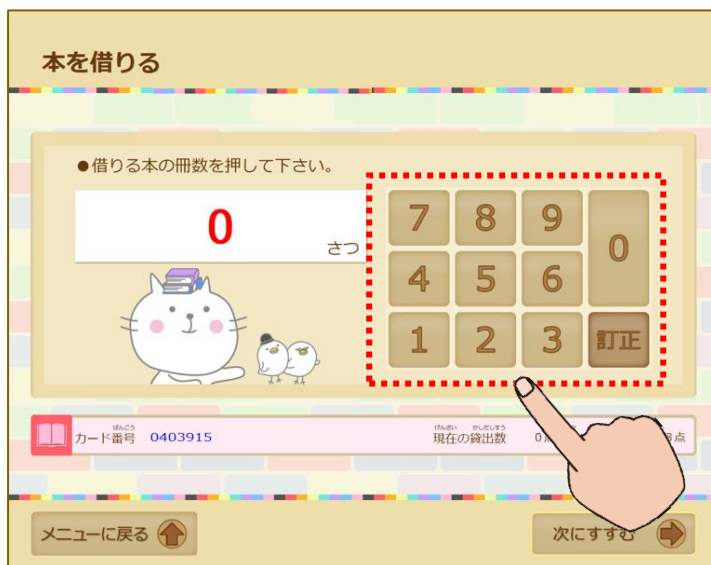 本を借りる
●借りる本の冊数を押して下さい。
0
さつ
7 8 9 0
4 5 6
1 2 3 訂正
ばんごう
カード番号 0403915
げんざい かしだしすう
現在の貸出数 0
点
メニューに戻る
次にすすむ